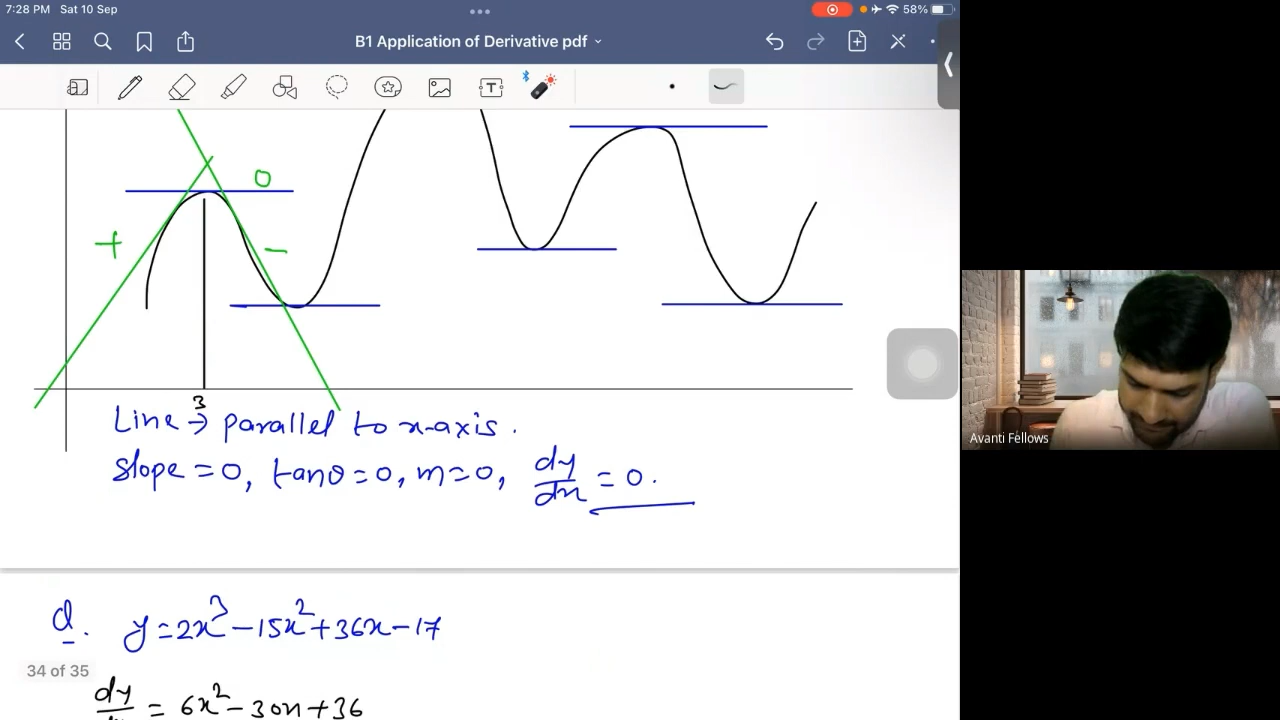 7:28 PM Sat 10 Sep
58%
B1 Application of Derivative pdf
T
0
+
−
3
Line → parallel to x-axis.
Slope = 0, tanθ = 0, m = 0, dy/dx = 0.
Avanti Fellows
Q. y = 2x³ − 15x² + 36x − 17
34 of 35
dy/dx = 6x² − 30x + 36